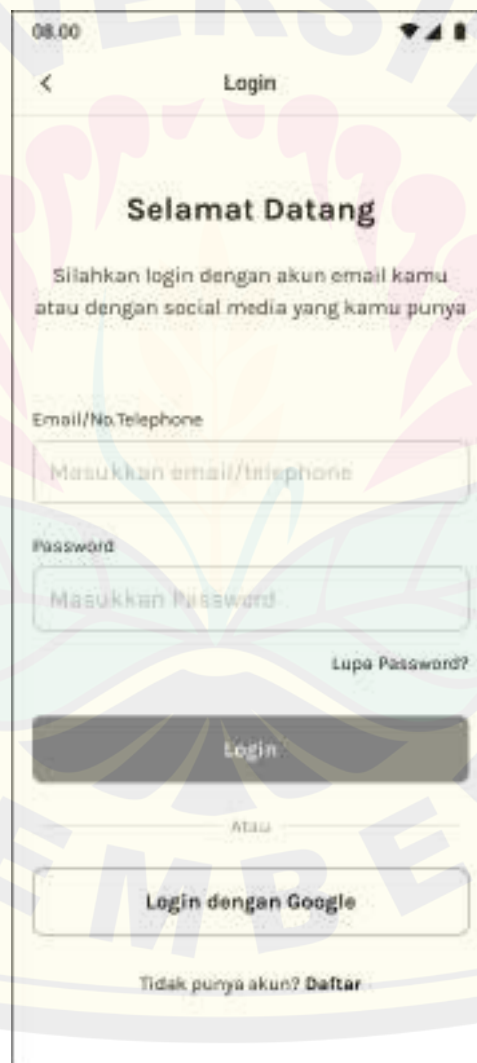 08.00
Login
Selamat Datang
Silahkan login dengan akun email kamu
atau dengan social media yang kamu punya
Email/No.Telephone
Masukkan email/telephone
Password
Masukkan Password
Lupa Password?
Login
Atau
Login dengan Google
Tidak punya akun? Daftar